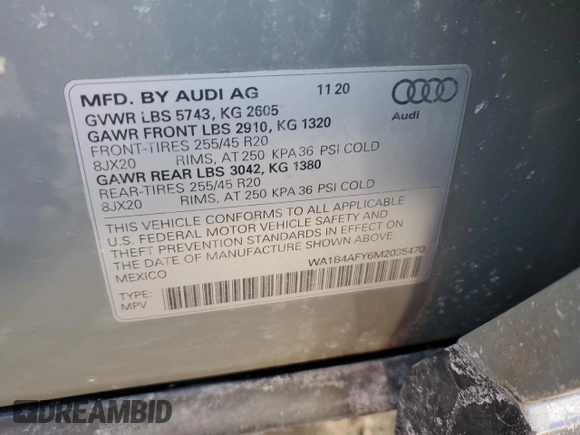 MFD. BY AUDI AG 11 20
GVWR LBS 5743, KG 2605
GAWR FRONT LBS 2910, KG 1320
FRONT-TIRES 255/45 R20
8JX20 RIMS, AT 250 KPA 36 PSI COLD
GAWR REAR LBS 3042, KG 1380
REAR-TIRES 255/45 R20
8JX20 RIMS, AT 250 KPA 36 PSI COLD
Audi
THIS VEHICLE CONFORMS TO ALL APPLICABLE
U.S. FEDERAL MOTOR VEHICLE SAFETY AND
THEFT PREVENTION STANDARDS IN EFFECT ON
THE DATE OF MANUFACTURE SHOWN ABOVE.
MEXICO WA1B4AFY6M2035470
TYPE:
MPV
DREAMBID